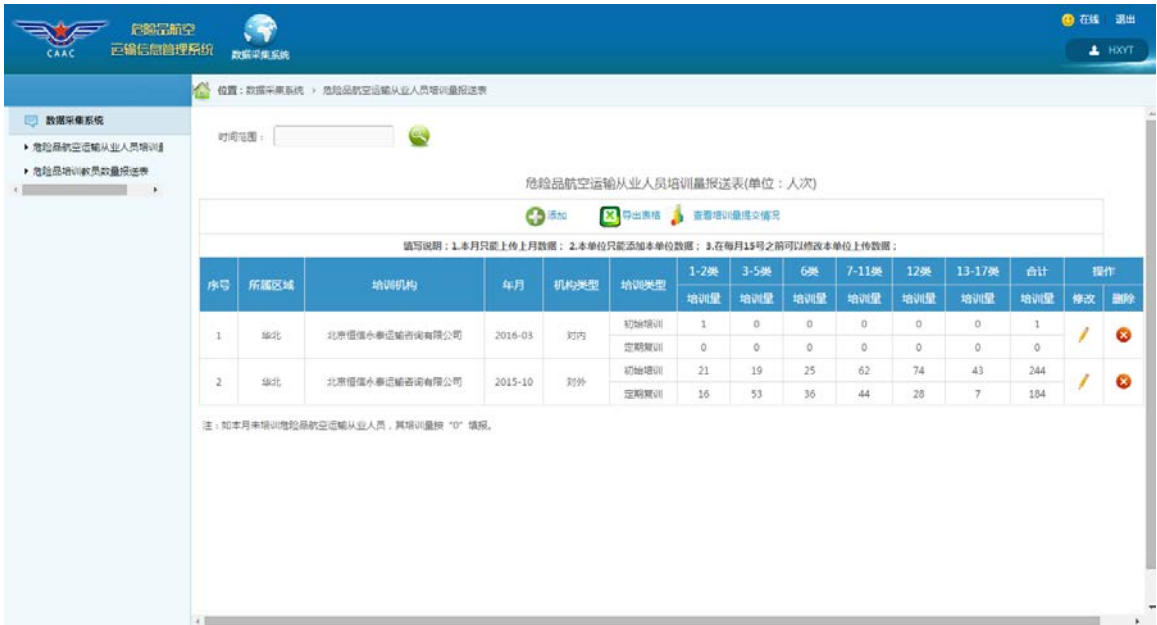 危险品航空
运输信息管理系统
CAAC
数据采集系统
在线 退出
HXYT
位置：数据采集系统 > 危险品航空运输从业人员培训量报送表
数据采集系统
危险品航空运输从业人员培训量
危险品培训教员数量报送表
时间范围：
危险品航空运输从业人员培训量报送表(单位：人次)
添加 导出表格 查看培训量提交情况
填写说明：1.本月只能上传上月数据； 2.本单位只能添加本单位数据； 3.在每月15号之前可以修改本单位上传数据；
序号 所属区域 培训机构 年月 机构类型 培训类型 1-2类 3-5类 6类 7-11类 12类 13-17类 合计 操作
培训量 培训量 培训量 培训量 培训量 培训量 培训量 修改 删除
1 华北 北京恒信永泰运输咨询有限公司 2016-03 对内 初始培训 1 0 0 0 0 0 1
定期复训 0 0 0 0 0 0 0
2 华北 北京恒信永泰运输咨询有限公司 2015-10 对外 初始培训 21 19 25 62 74 43 244
定期复训 16 53 36 44 28 7 184
注：如本月未培训危险品航空运输从业人员，其培训量按 "0" 填报。